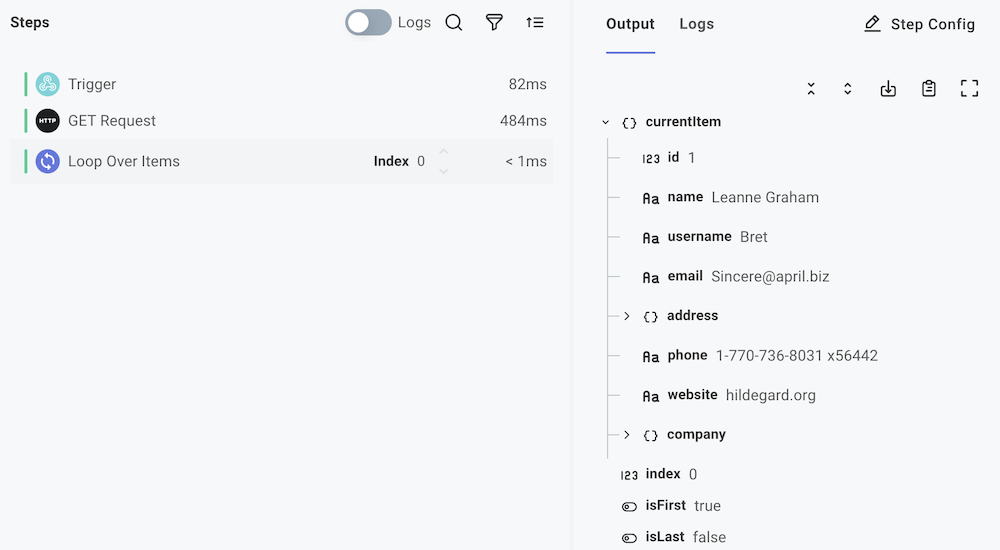 Steps
Logs
Trigger 82ms
HTTP GET Request 484ms
Loop Over Items Index 0 < 1ms
Output Logs Step Config
{} currentItem
123 id 1
Aa name Leanne Graham
Aa username Bret
Aa email Sincere@april.biz
{} address
Aa phone 1-770-736-8031 x56442
Aa website hildegard.org
{} company
123 index 0
isFirst true
isLast false